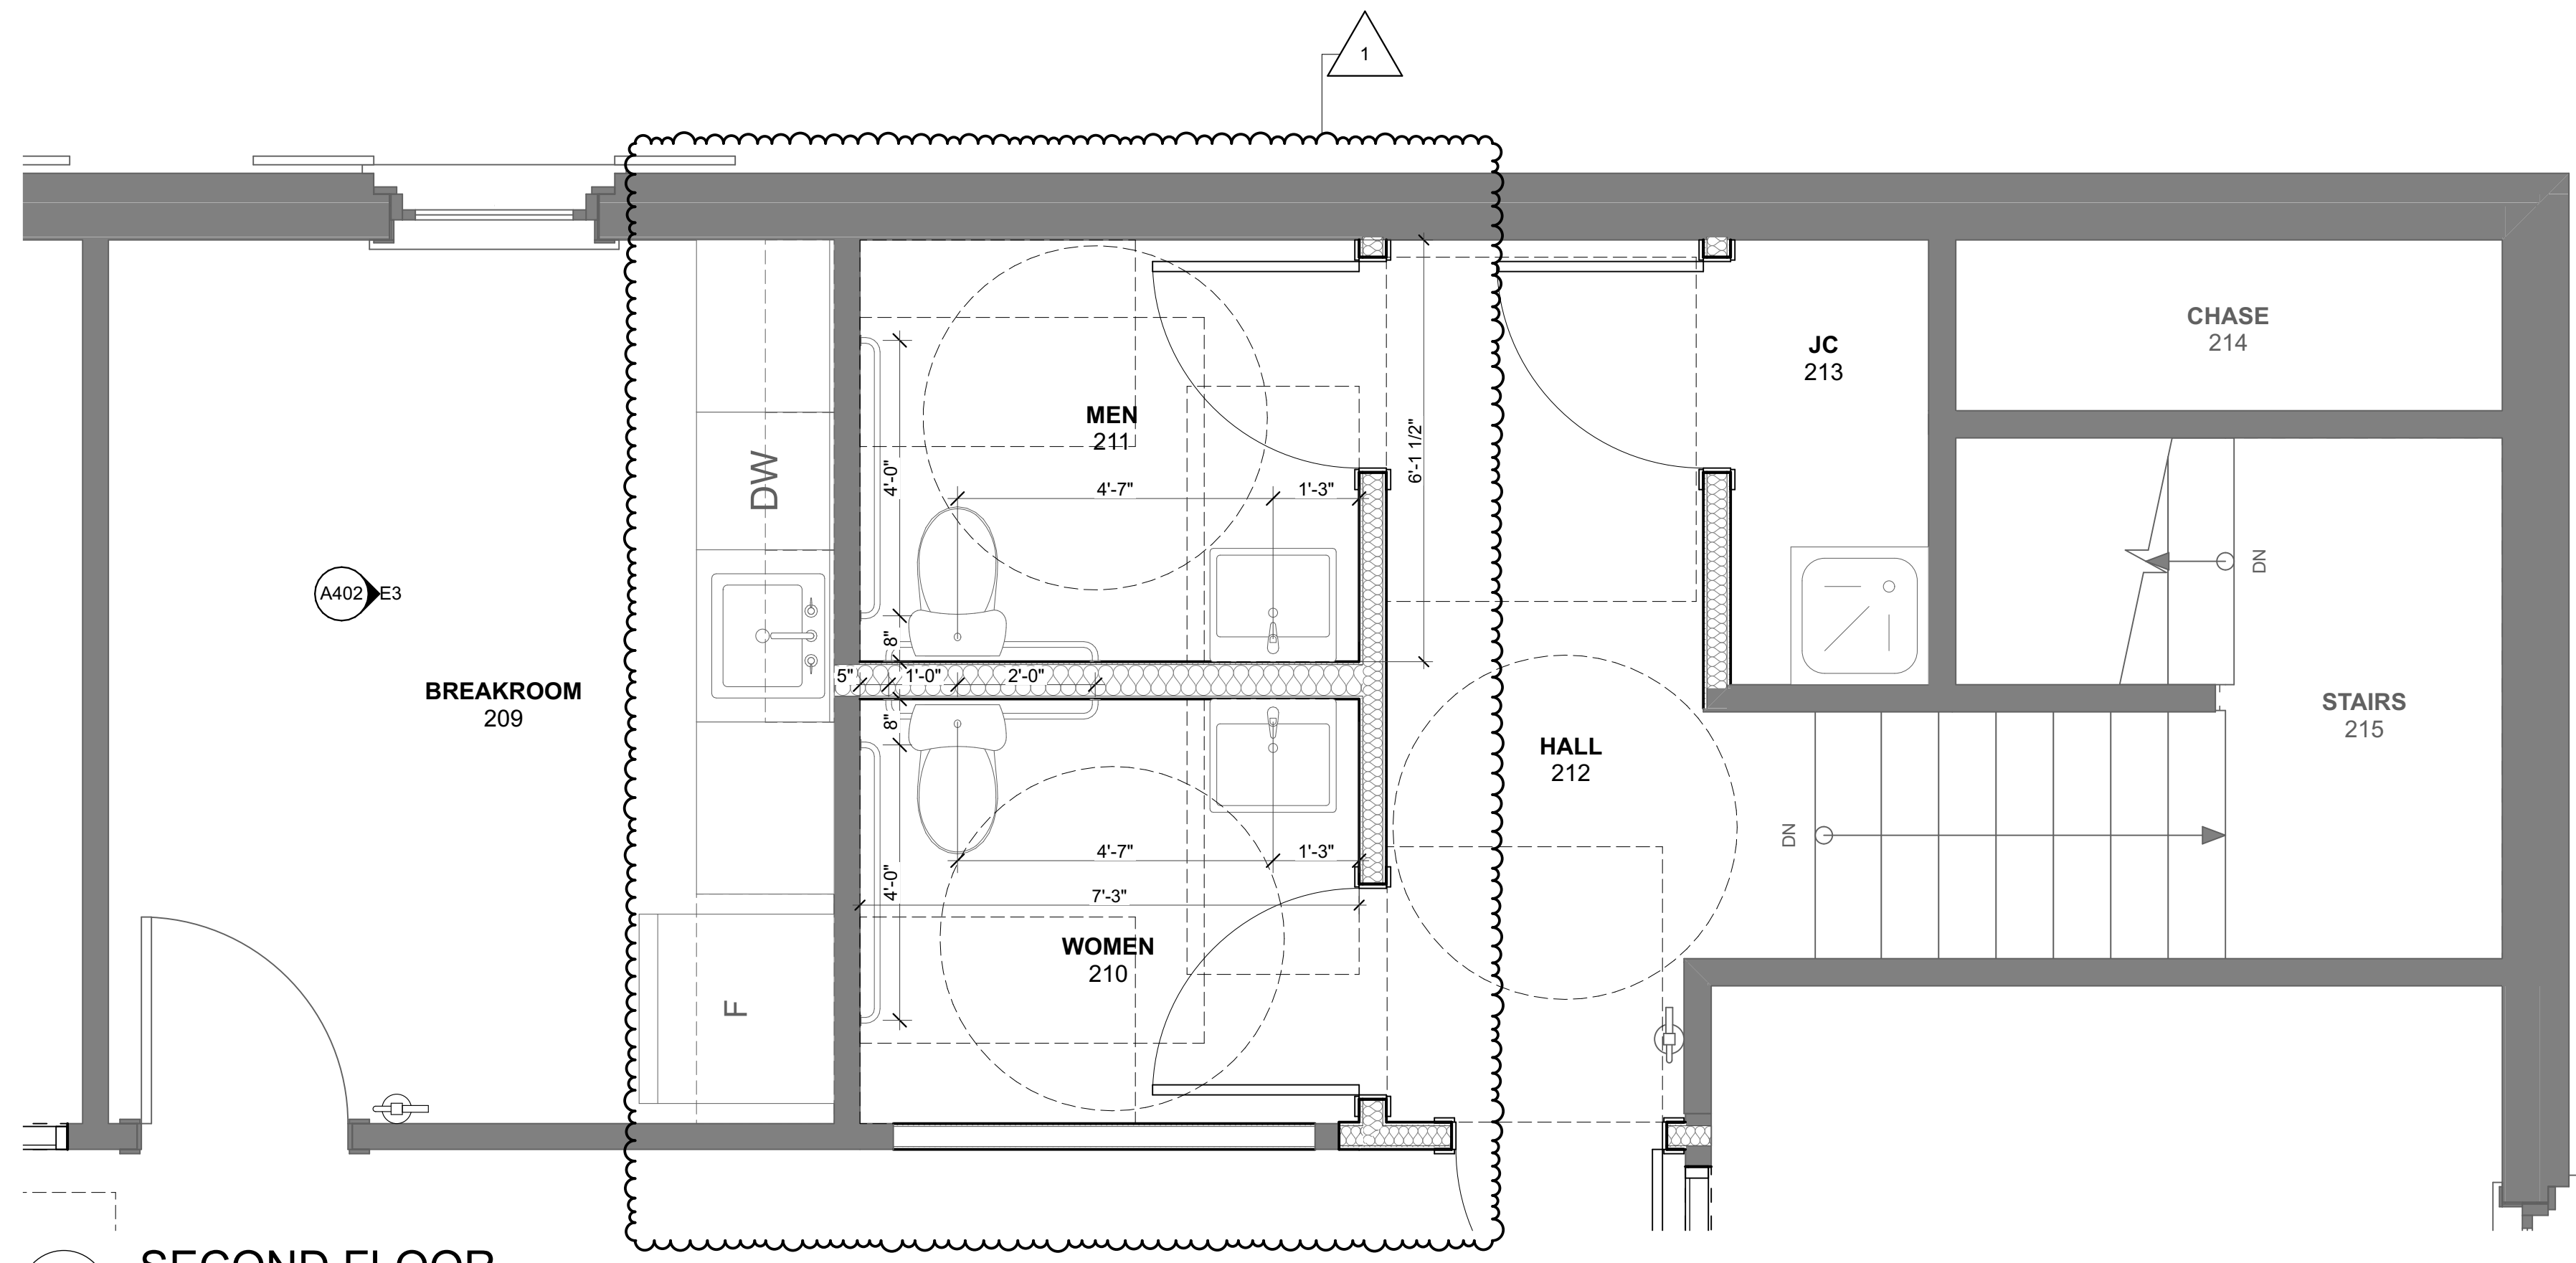 1
CHASE
214
JC
213
MEN
211
6'-1 1/2"
4'-0"
DW
4'-7"
1'-3"
DN
A402
E3
8"
5"
1'-0"
2'-0"
BREAKROOM
209
STAIRS
215
8"
HALL
212
DN
4'-7"
1'-3"
4'-0"
7'-3"
WOMEN
210
F
SECOND FLOOR